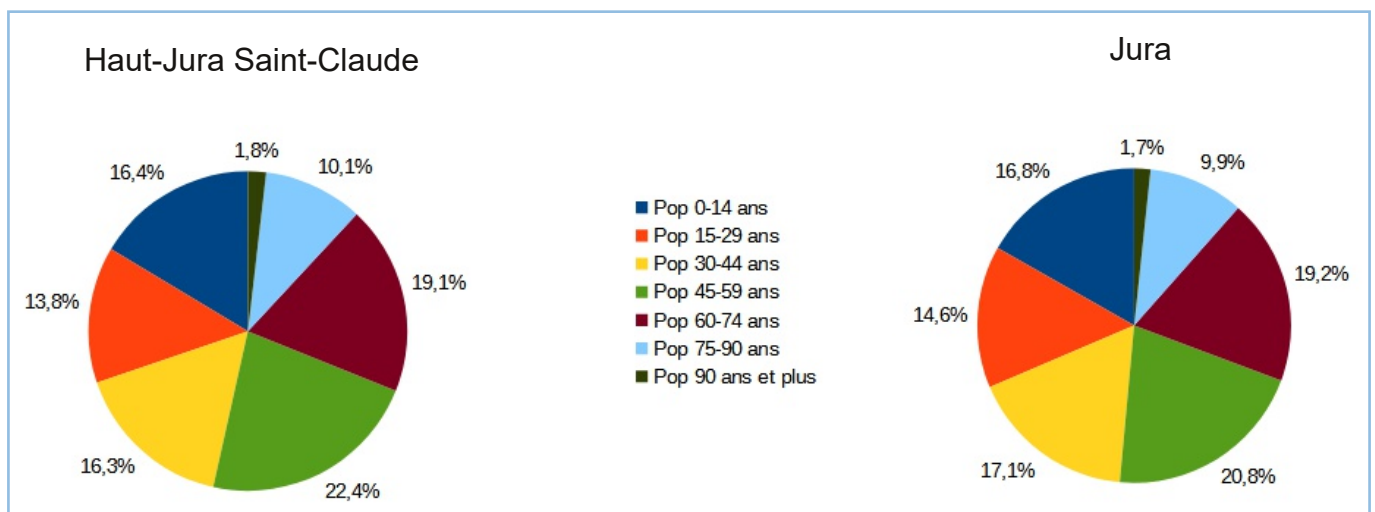 Haut-Jura Saint-Claude
1,8%
10,1%
16,4%
19,1%
13,8%
16,3%
22,4%
Pop 0-14 ans
Pop 15-29 ans
Pop 30-44 ans
Pop 45-59 ans
Pop 60-74 ans
Pop 75-90 ans
Pop 90 ans et plus
Jura
1,7%
9,9%
16,8%
19,2%
14,6%
17,1%
20,8%